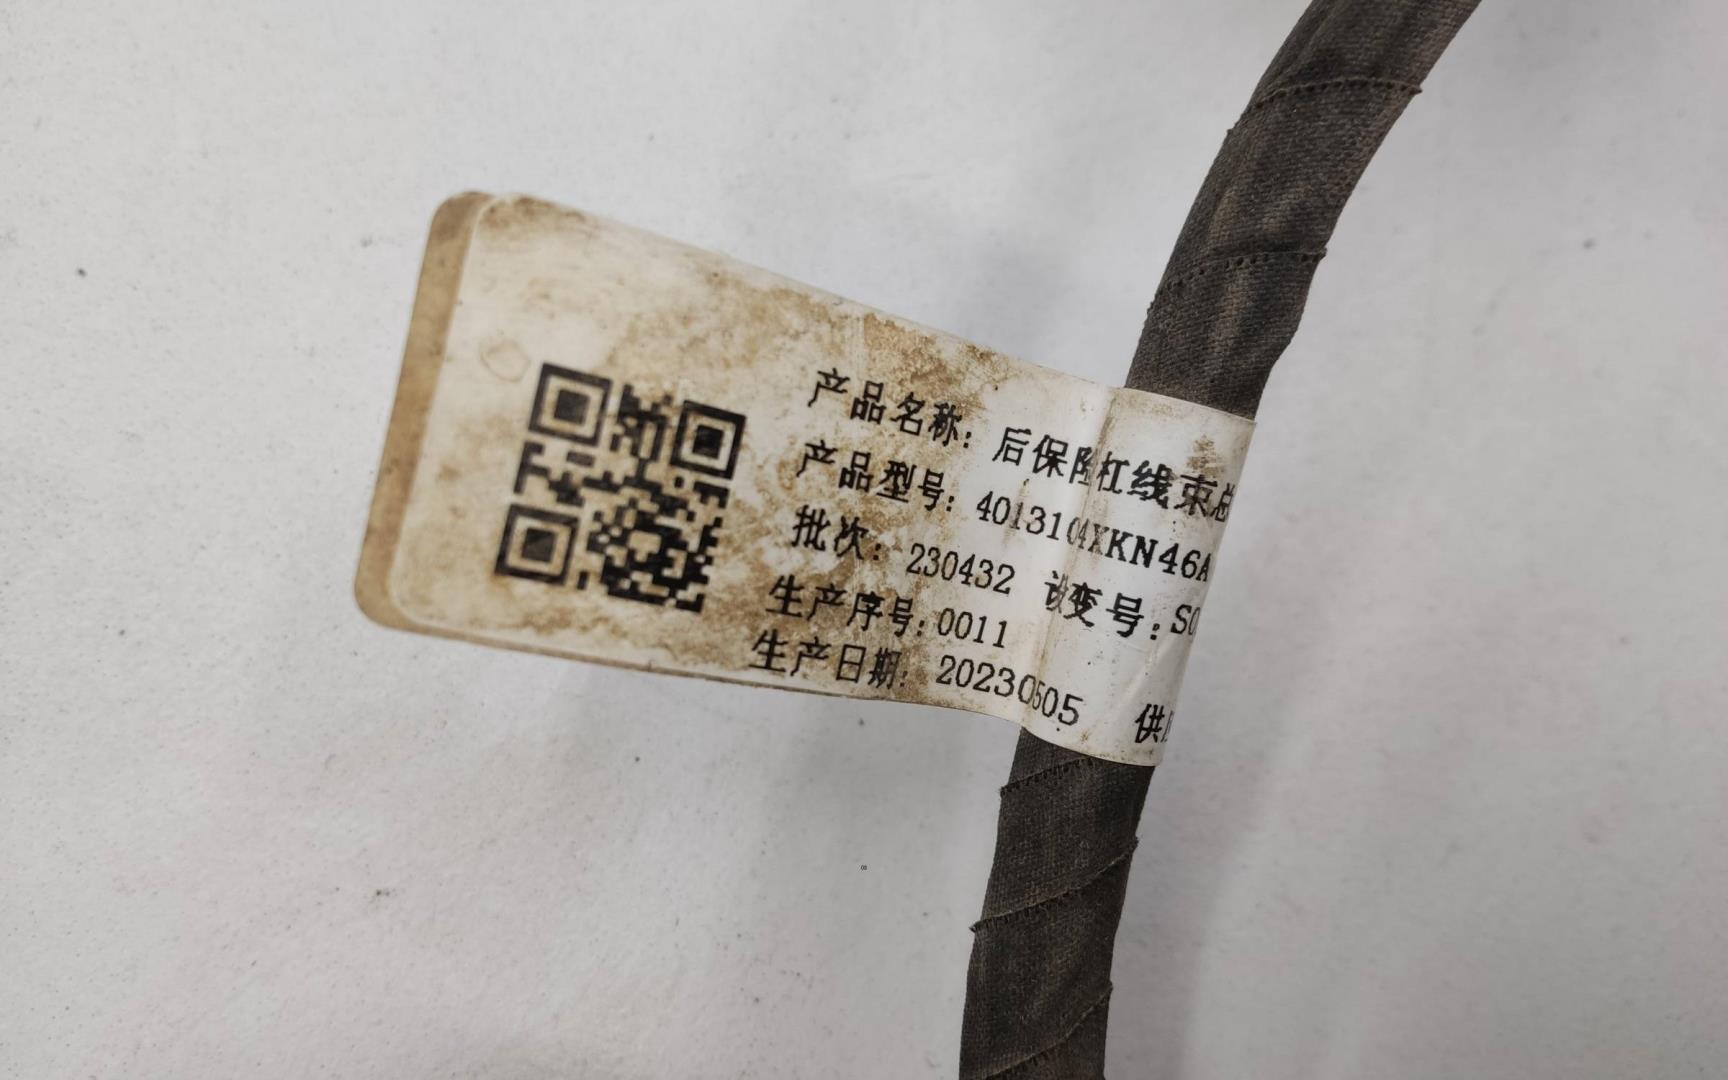 产品名称: 后保险杠线束总
产品型号: 4013104XKN46A
批次: 230432 设变号: S0
生产序号: 0011
生产日期: 20230505 供